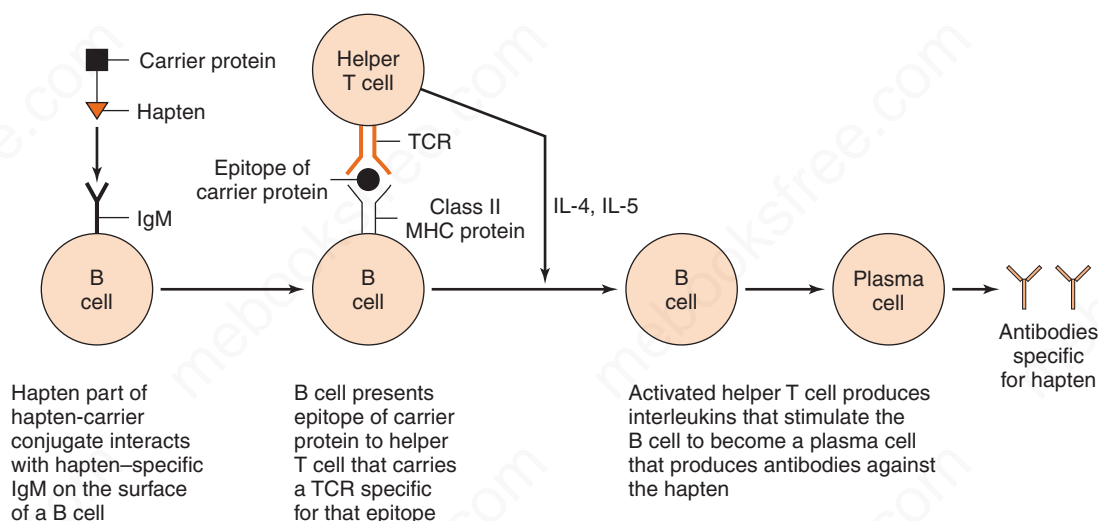 Carrier protein
Hapten
IgM
B
cell
Helper
T cell
TCR
Epitope of
carrier protein
Class II
MHC protein
B
cell
IL-4, IL-5
B
cell
Plasma
cell
Antibodies
specific
for hapten
Hapten part of
hapten-carrier
conjugate interacts
with hapten–specific
IgM on the surface
of a B cell
B cell presents
epitope of carrier
protein to helper
T cell that carries
a TCR specific
for that epitope
Activated helper T cell produces
interleukins that stimulate the
B cell to become a plasma cell
that produces antibodies against
the hapten
mebooksfree.com